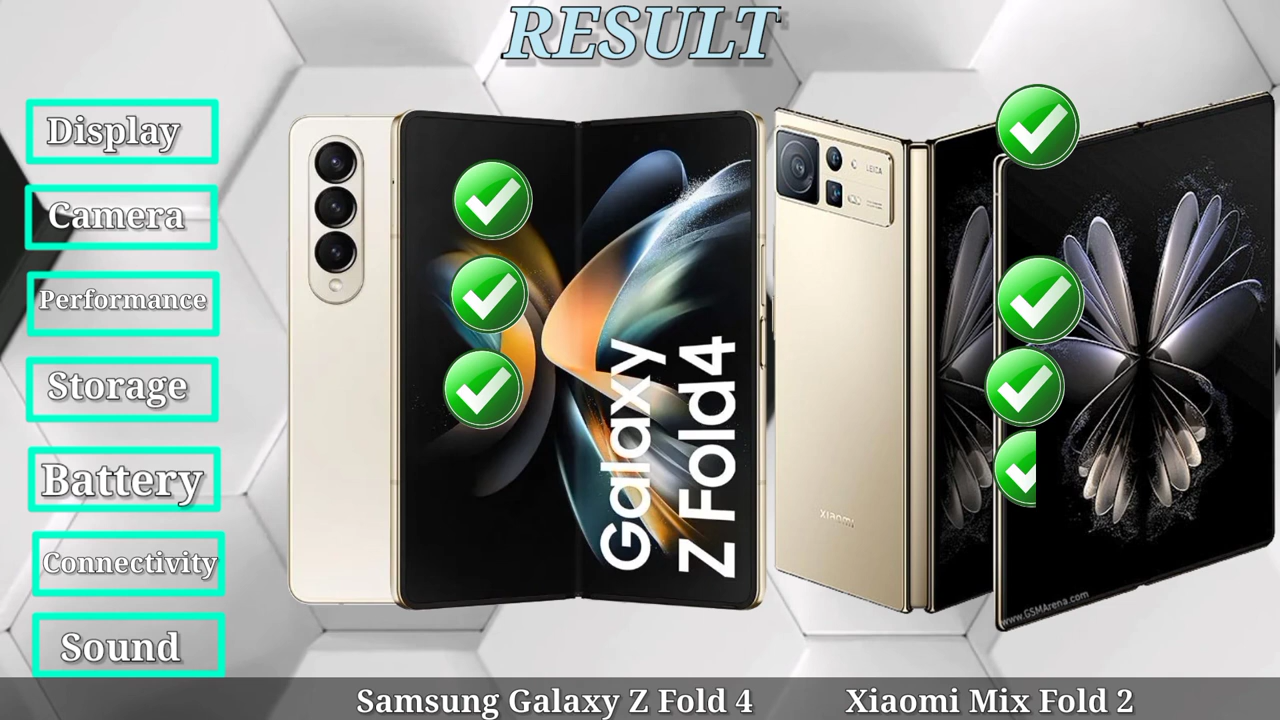 RESULT
Display
Camera
Performance
Storage
Battery
Connectivity
Sound
Galaxy
Z Fold4
LEICA
xiaomi
www.GSMArena.com
Samsung Galaxy Z Fold 4
Xiaomi Mix Fold 2